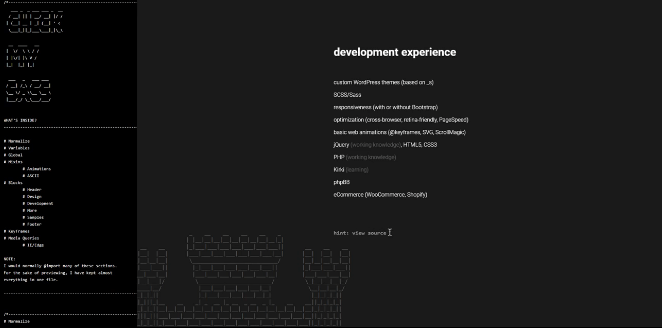 WHAT'S INSIDE?
# Normalize
# Variables
# Global
# Mixins
# Animations
# ASCII
# Blocks
# Header
# Design
# Development
# More
# Samples
# Footer
# Keyframes
# Media Queries
# IE/Edge
NOTE:
I would normally @import many of these sections.
For the sake of previewing, I have kept almost
everything in one file.
/*
# Normalize
development experience
custom WordPress themes (based on _s)
SCSS/Sass
responsiveness (with or without Bootstrap)
optimization (cross-browser, retina-friendly, PageSpeed)
basic web animations (@keyframes, SVG, ScrollMagic)
jQuery (working knowledge), HTML5, CSS3
PHP (working knowledge)
Kirki (learning)
phpBB
eCommerce (WooCommerce, Shopify)
hint: view source